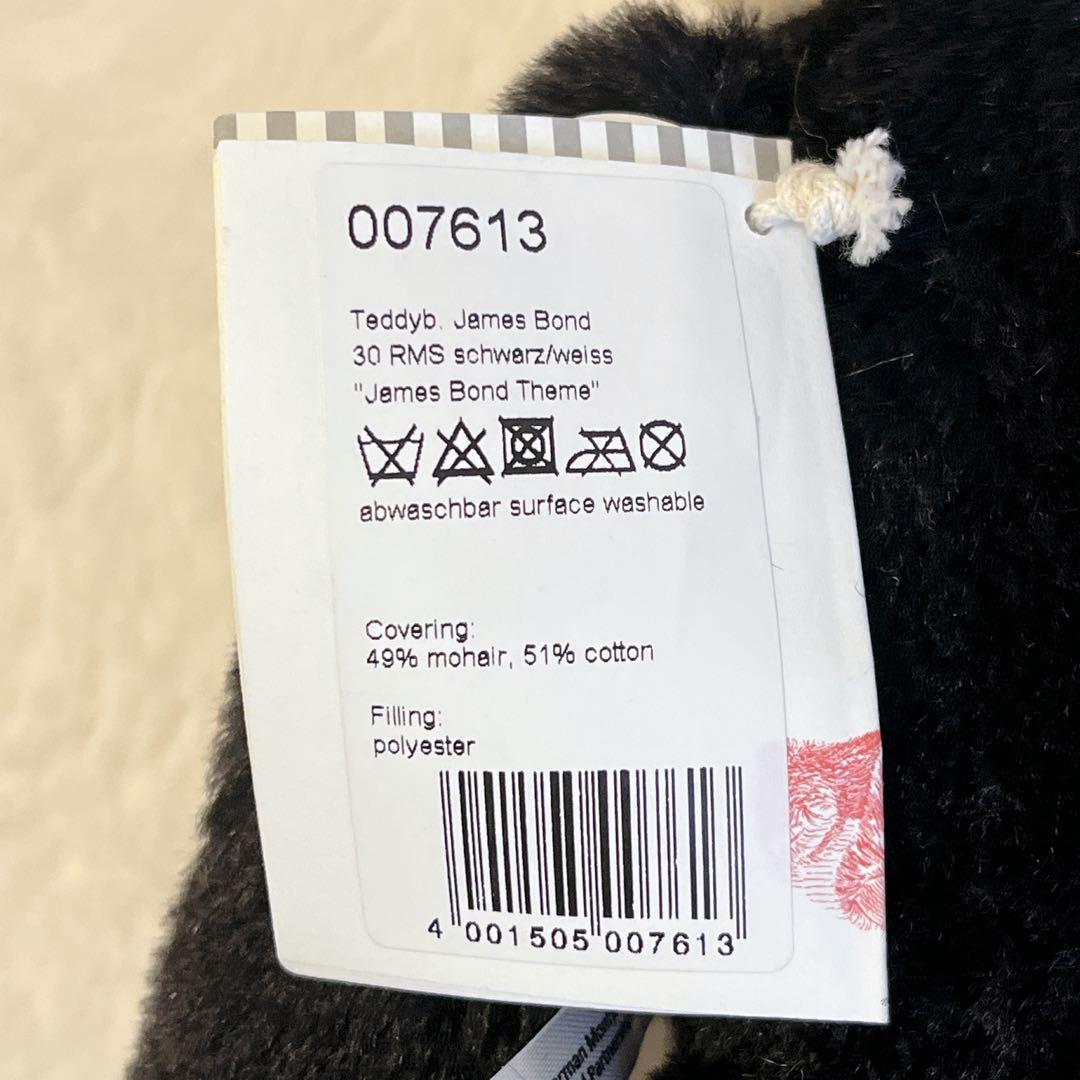 007613
Teddyb. James Bond
30 RMS schwarz/weiss
"James Bond Theme"
abwaschbar surface washable
Covering:
49% mohair, 51% cotton
Filling:
polyester
4 001505 007613